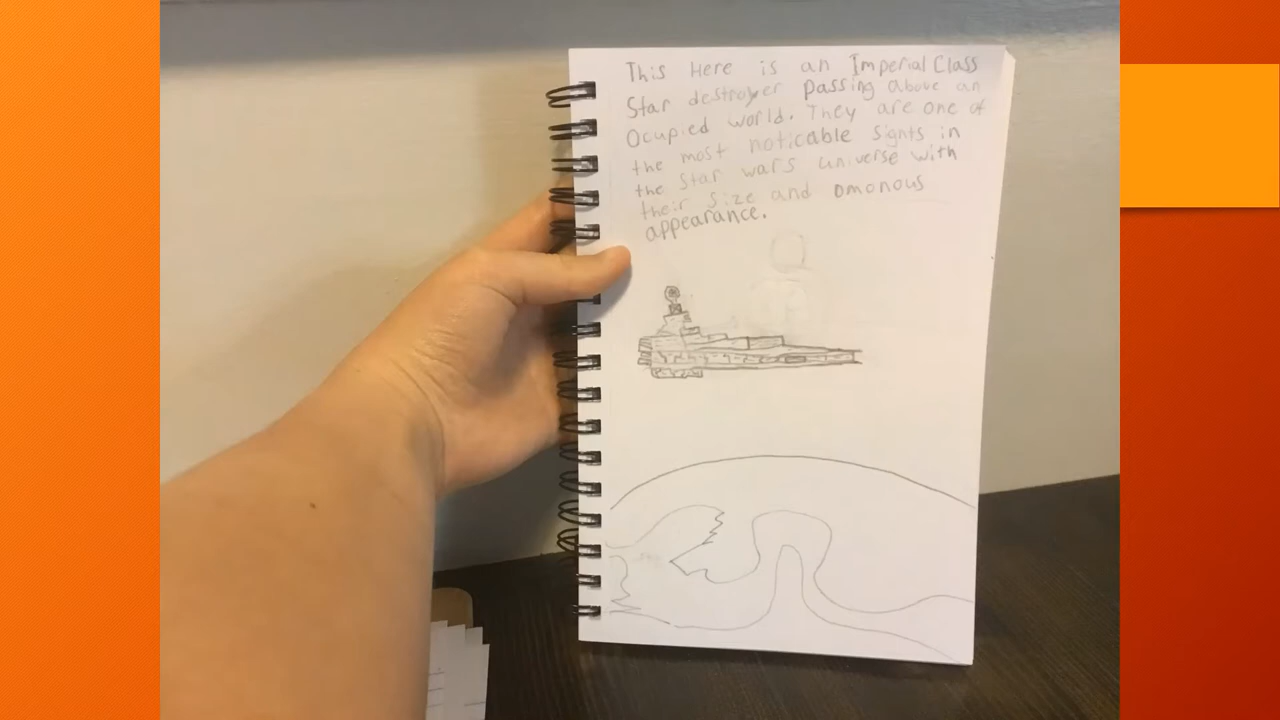 This Here is an Imperial Class
Star destroyer passing above an
Ocupied world. They are one of
the most noticable signts in
the Star wars universe with
their size and omonous
appearance.